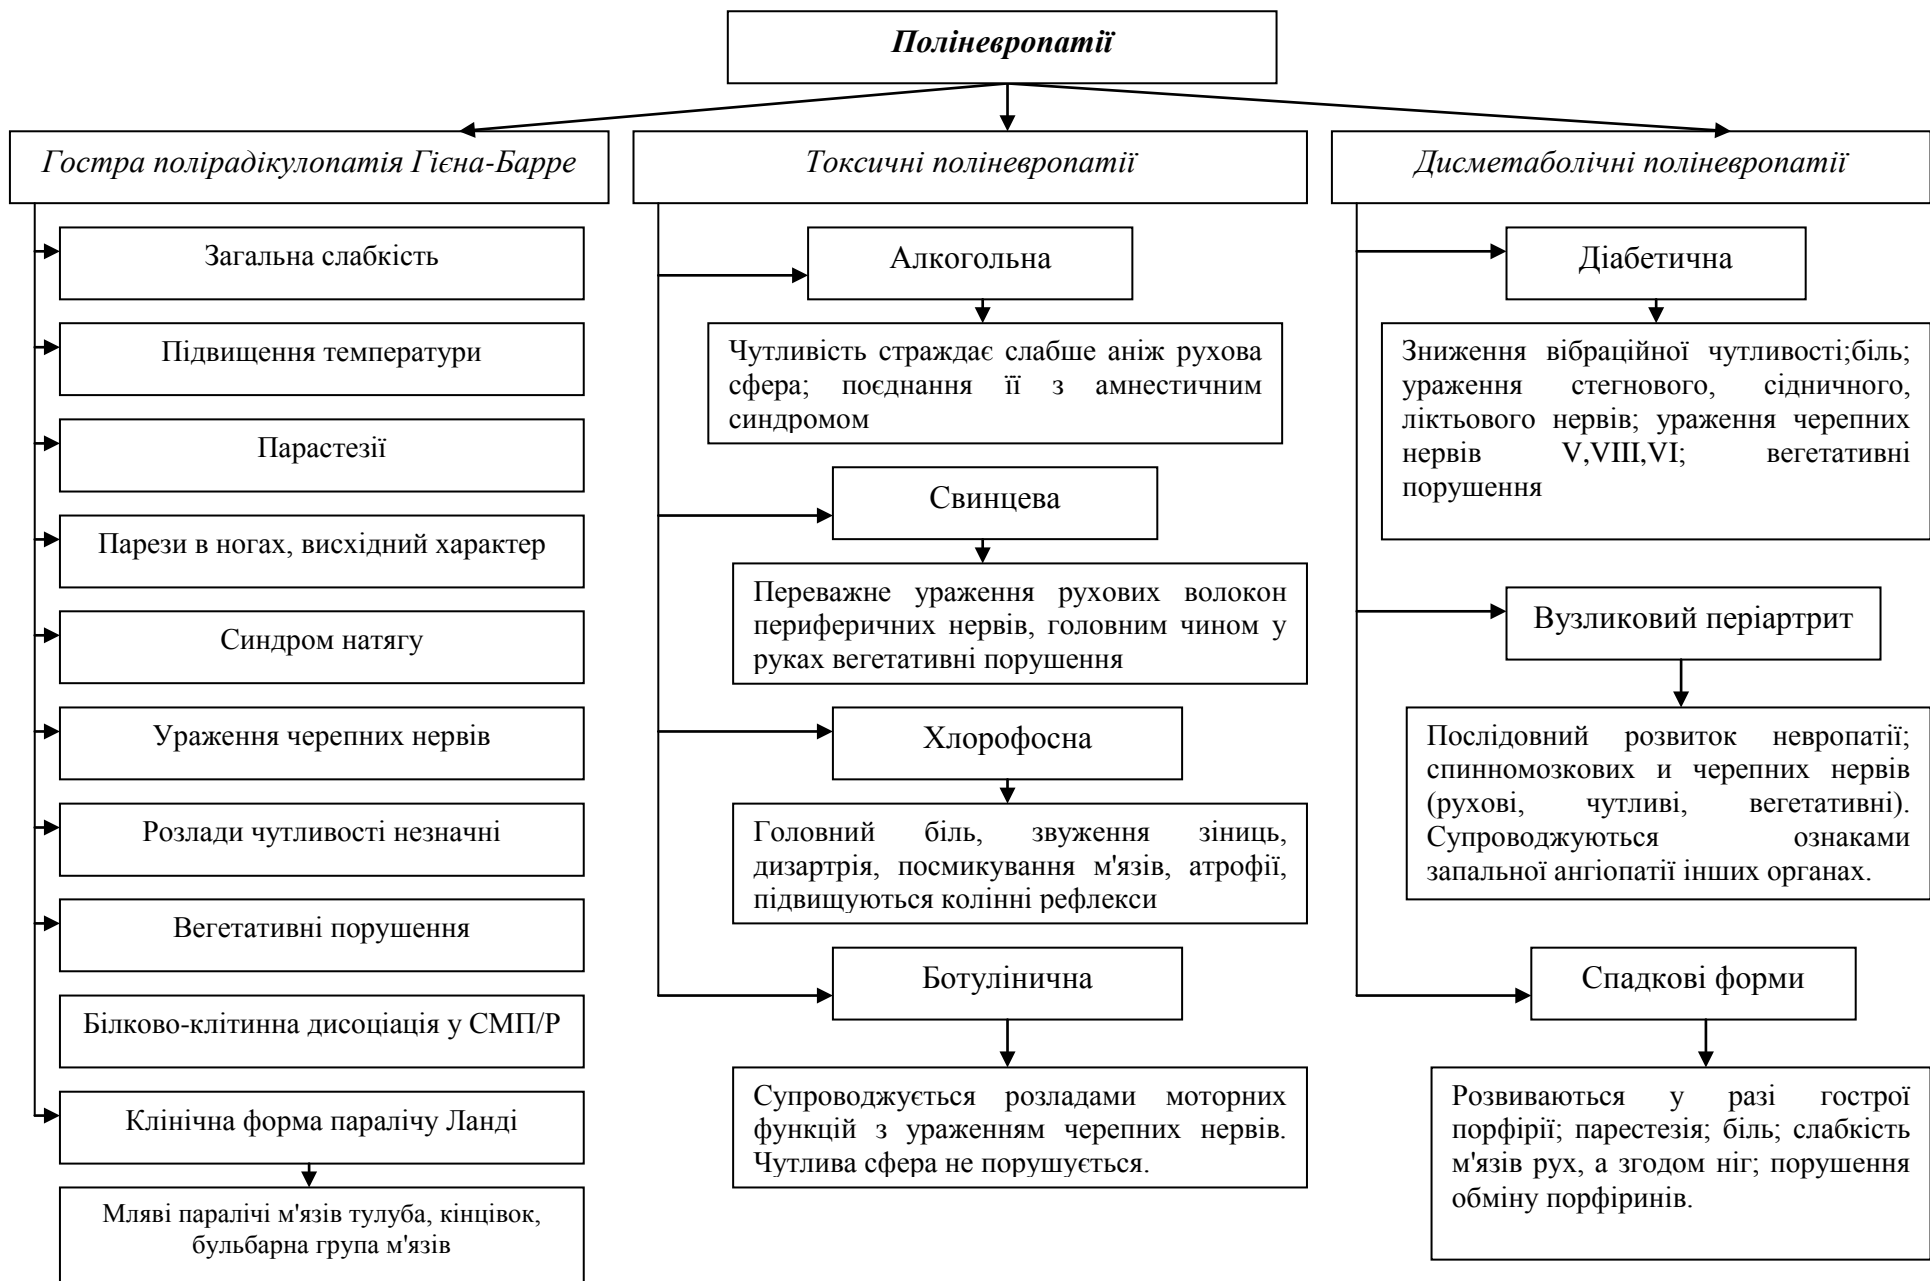 Поліневропатії
Гостра полірадікулопатія Гієна-Барре
Загальна слабкість
Підвищення температури
Парастезії
Парези в ногах, висхідний характер
Синдром натягу
Ураження черепних нервів
Розлади чутливості незначні
Вегетативні порушення
Білково-клітинна дисоціація у СМП/Р
Клінічна форма паралічу Ланді
Мляві паралічі м'язів тулуба, кінцівок,
бульбарна група м'язів
Токсичні поліневропатії
Алкогольна
Чутливість страждає слабше аніж рухова
сфера; поєднання її з амнестичним
синдромом
Свинцева
Переважне ураження рухових волокон
периферичних нервів, головним чином у
руках вегетативні порушення
Хлорофосна
Головний біль, звуження зіниць,
дизартрія, посмикування м'язів, атрофії,
підвищуються колінні рефлекси
Ботулінична
Супроводжується розладами моторних
функцій з ураженням черепних нервів.
Чутлива сфера не порушується.
Дисметаболічні поліневропатії
Діабетична
Зниження вібраційної чутливості;біль;
ураження стегнового, сідничного,
ліктьового нервів; ураження черепних
нервів V,VIII,VI; вегетативні
порушення
Вузликовий періартрит
Послідовний розвиток невропатії;
спинномозкових и черепних нервів
(рухові, чутливі, вегетативні).
Супроводжуються ознаками
запальної ангіопатії інших органах.
Спадкові форми
Розвиваються у разі гострої
порфірії; парестезія; біль; слабкість
м'язів рух, а згодом ніг; порушення
обміну порфіринів.